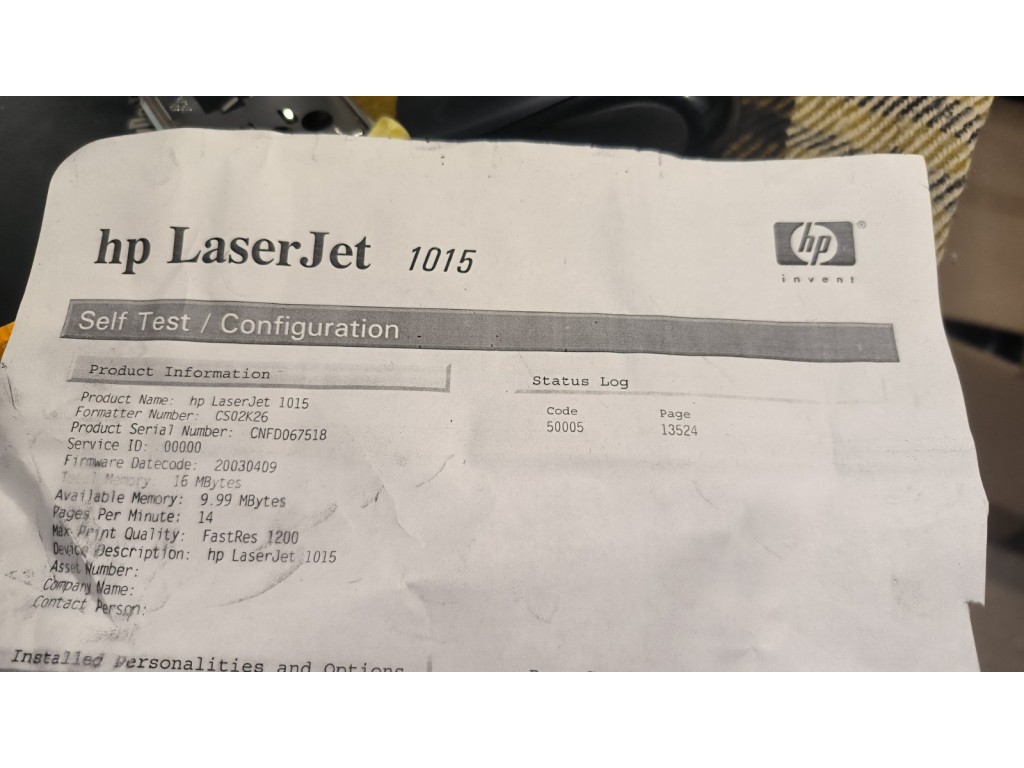 hp LaserJet 1015
hp
®
invent
Self Test / Configuration
Product Information
Product Name: hp LaserJet 1015
Formatter Number: CS02K26
Product Serial Number: CNFD067518
Service ID: 00000
Firmware Datecode: 20030409
Total Memory: 16 MBytes
Available Memory: 9.99 MBytes
Pages Per Minute: 14
Max Print Quality: FastRes 1200
Device Description: hp LaserJet 1015
Asset Number:
Company Name:
Contact Person:
Status Log
Code Page
50005 13524
Installed Personalities and Options